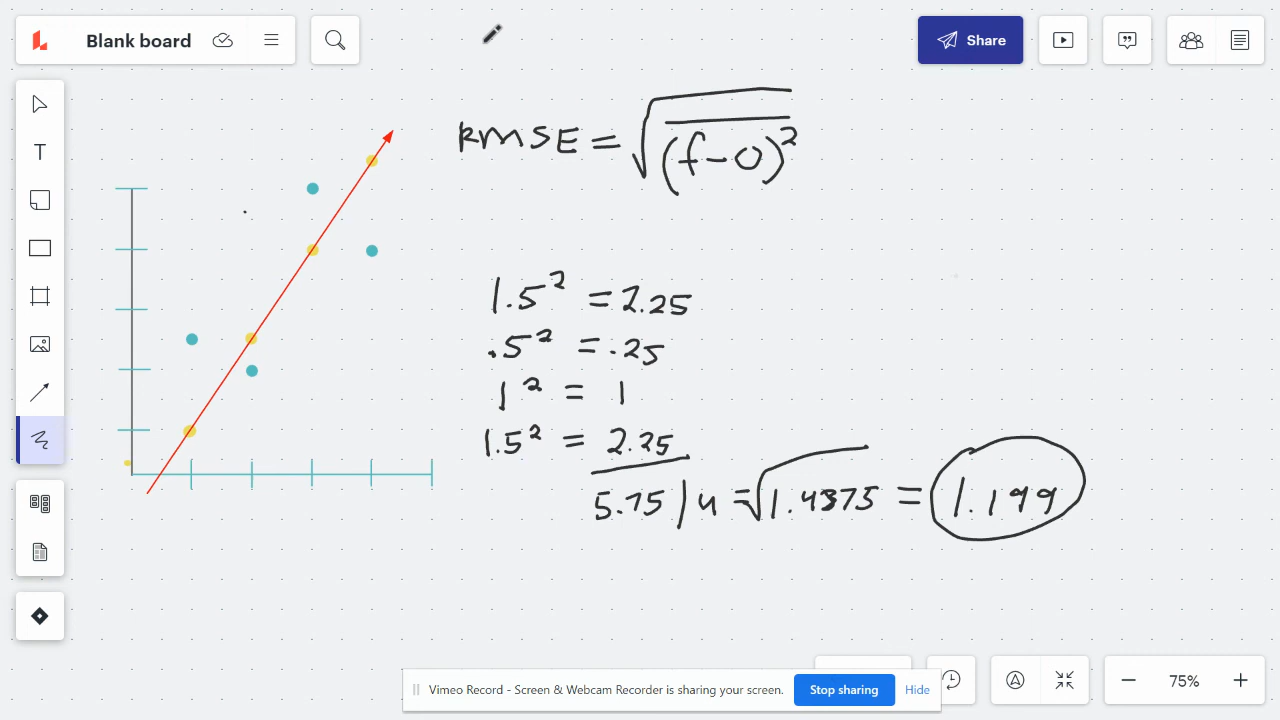 Blank board
Share
T
RMSE = √(f-o)²
1.5² = 2.25
.5² = .25
1² = 1
1.5² = 2.25
5.75 / 4 = √1.4375 = 1.199
75%
Vimeo Record - Screen & Webcam Recorder is sharing your screen.
Stop sharing
Hide